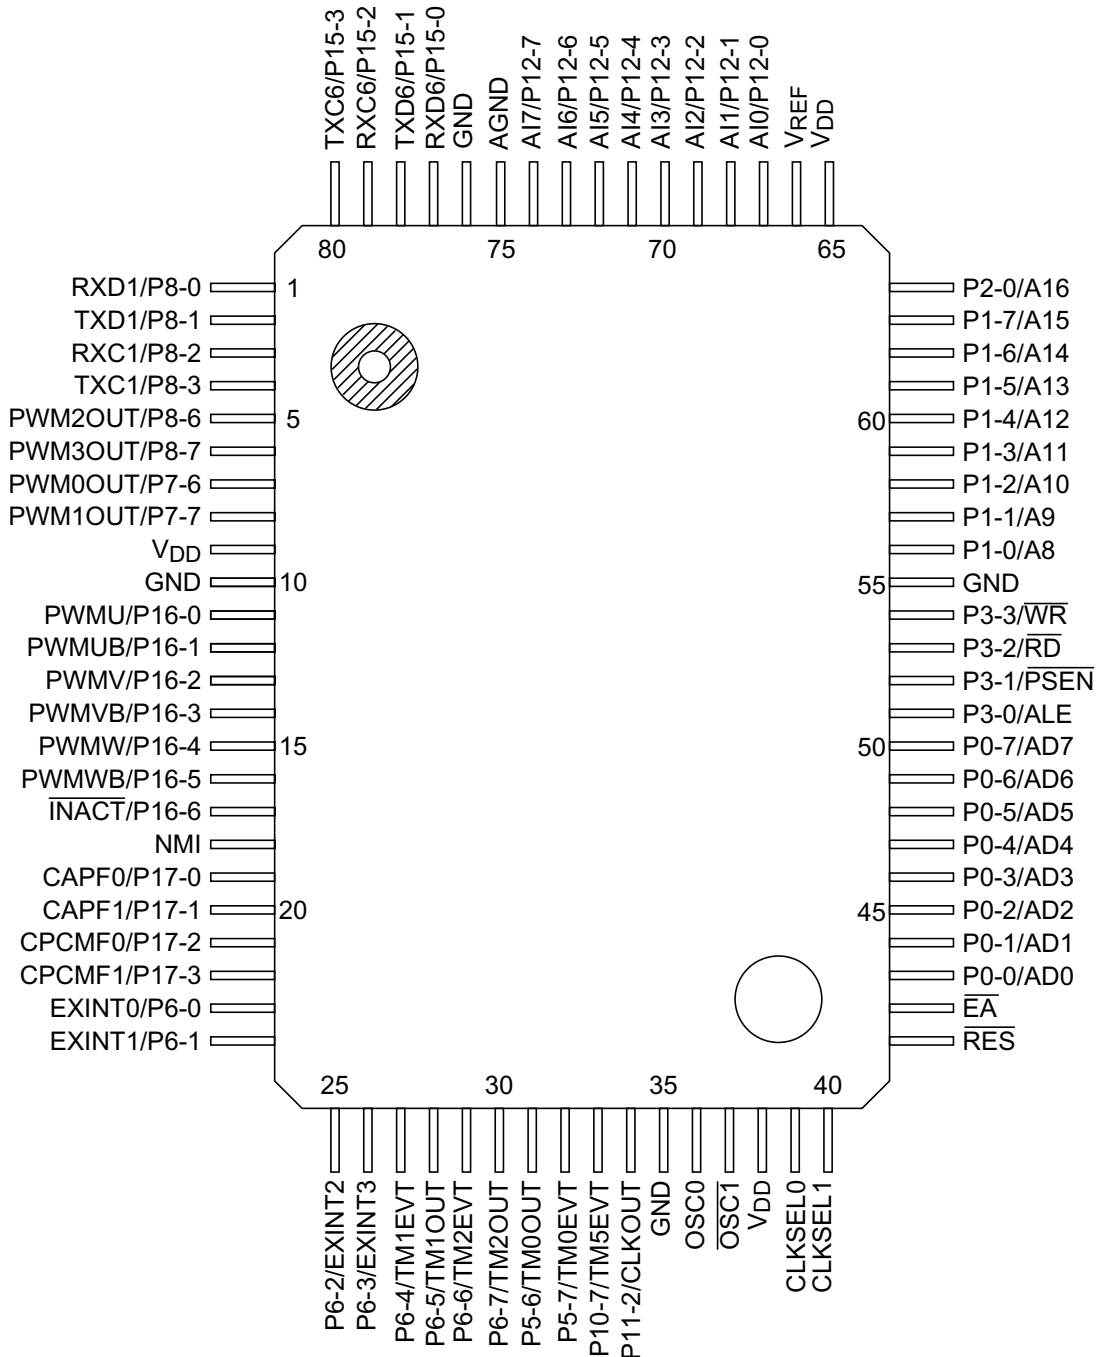 TXC6/P15-3
RXC6/P15-2
TXD6/P15-1
RXD6/P15-0
GND
AGND
AI7/P12-7
AI6/P12-6
AI5/P12-5
AI4/P12-4
AI3/P12-3
AI2/P12-2
AI1/P12-1
AI0/P12-0
VREF
VDD
80
75
70
65
RXD1/P8-0
1
TXD1/P8-1
RXC1/P8-2
TXC1/P8-3
PWM2OUT/P8-6
5
PWM3OUT/P8-7
PWM0OUT/P7-6
PWM1OUT/P7-7
VDD
GND
10
PWMU/P16-0
PWMUB/P16-1
PWMV/P16-2
PWMVB/P16-3
PWMW/P16-4
15
PWMWB/P16-5
INACT/P16-6
NMI
CAPF0/P17-0
CAPF1/P17-1
20
CPCMF0/P17-2
CPCMF1/P17-3
EXINT0/P6-0
EXINT1/P6-1
P2-0/A16
P1-7/A15
P1-6/A14
P1-5/A13
60
P1-4/A12
P1-3/A11
P1-2/A10
P1-1/A9
P1-0/A8
55
GND
P3-3/WR
P3-2/RD
P3-1/PSEN
P3-0/ALE
50
P0-7/AD7
P0-6/AD6
P0-5/AD5
P0-4/AD4
P0-3/AD3
45
P0-2/AD2
P0-1/AD1
P0-0/AD0
EA
RES
25
30
35
40
P6-2/EXINT2
P6-3/EXINT3
P6-4/TM1EVT
P6-5/TM1OUT
P6-6/TM2EVT
P6-7/TM2OUT
P5-6/TM0OUT
P5-7/TM0EVT
P10-7/TM5EVT
P11-2/CLKOUT
GND
OSC0
OSC1
VDD
CLKSEL0
CLKSEL1